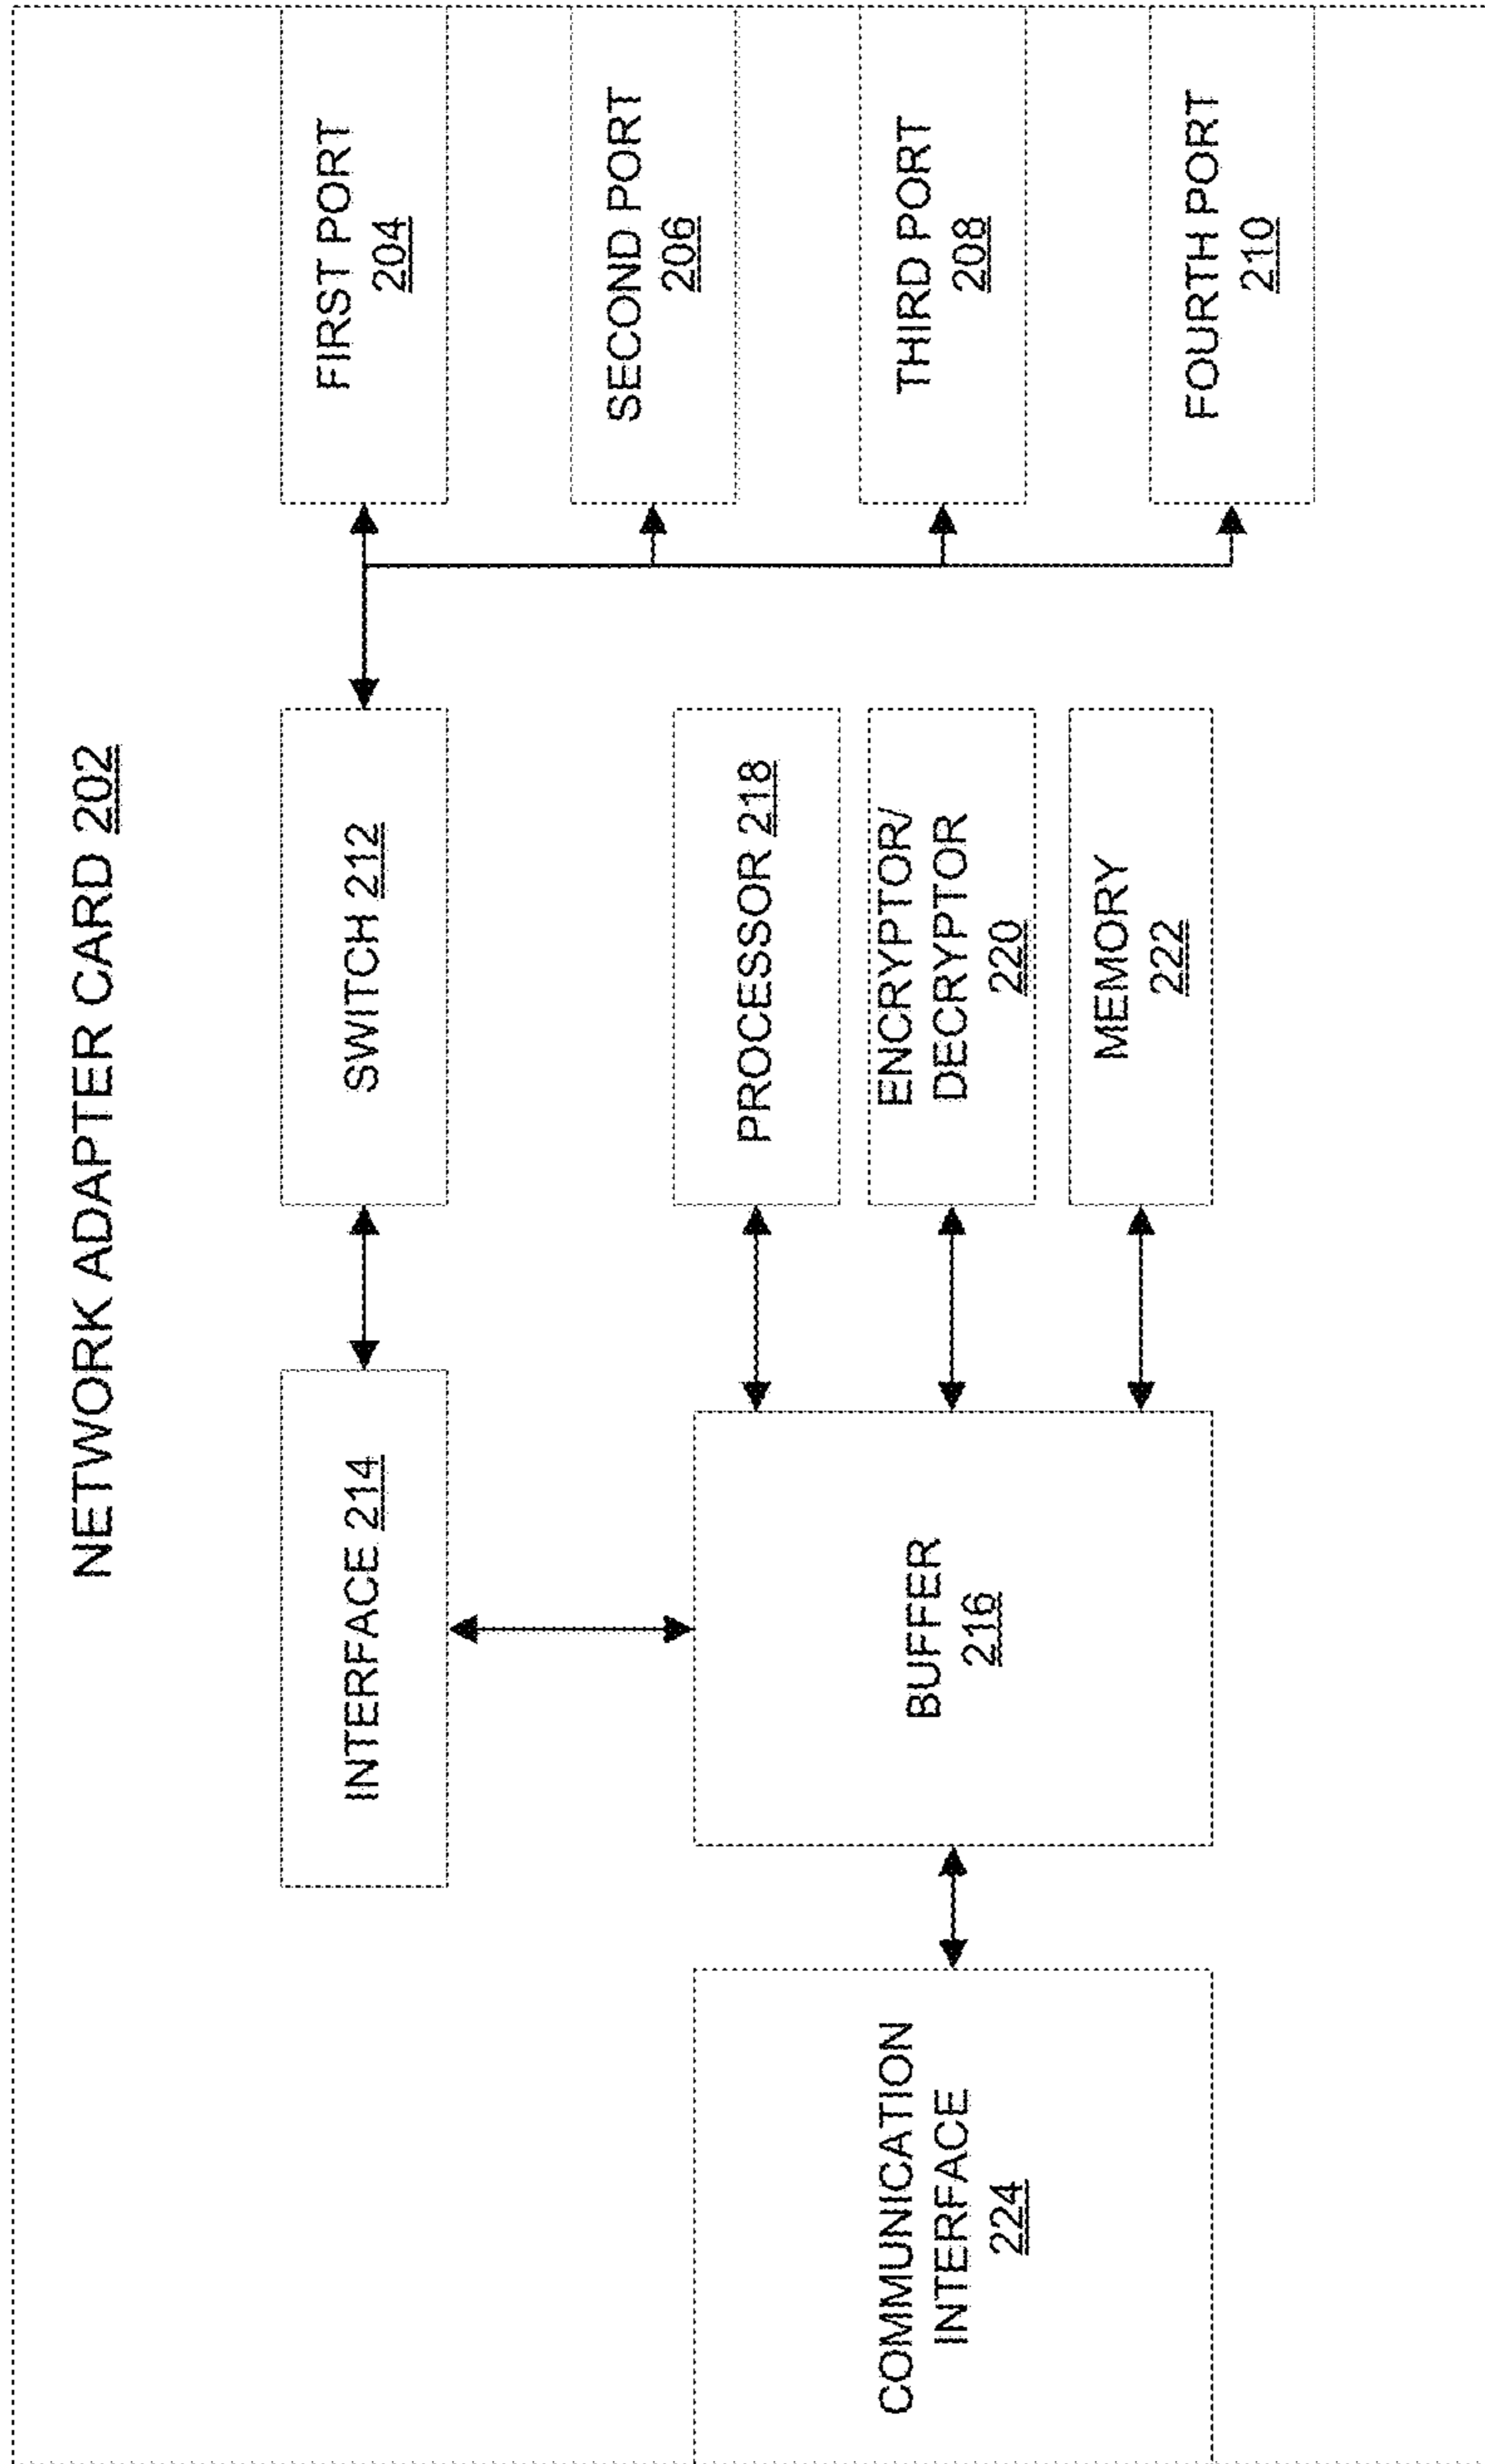 NETWORK ADAPTER CARD 202
INTERFACE 214
SWITCH 212
FIRST PORT
204
SECOND PORT
206
THIRD PORT
208
FOURTH PORT
210
COMMUNICATION
INTERFACE
224
BUFFER
216
PROCESSOR 218
ENCRYPTOR/
DECRYPTOR
220
MEMORY
222